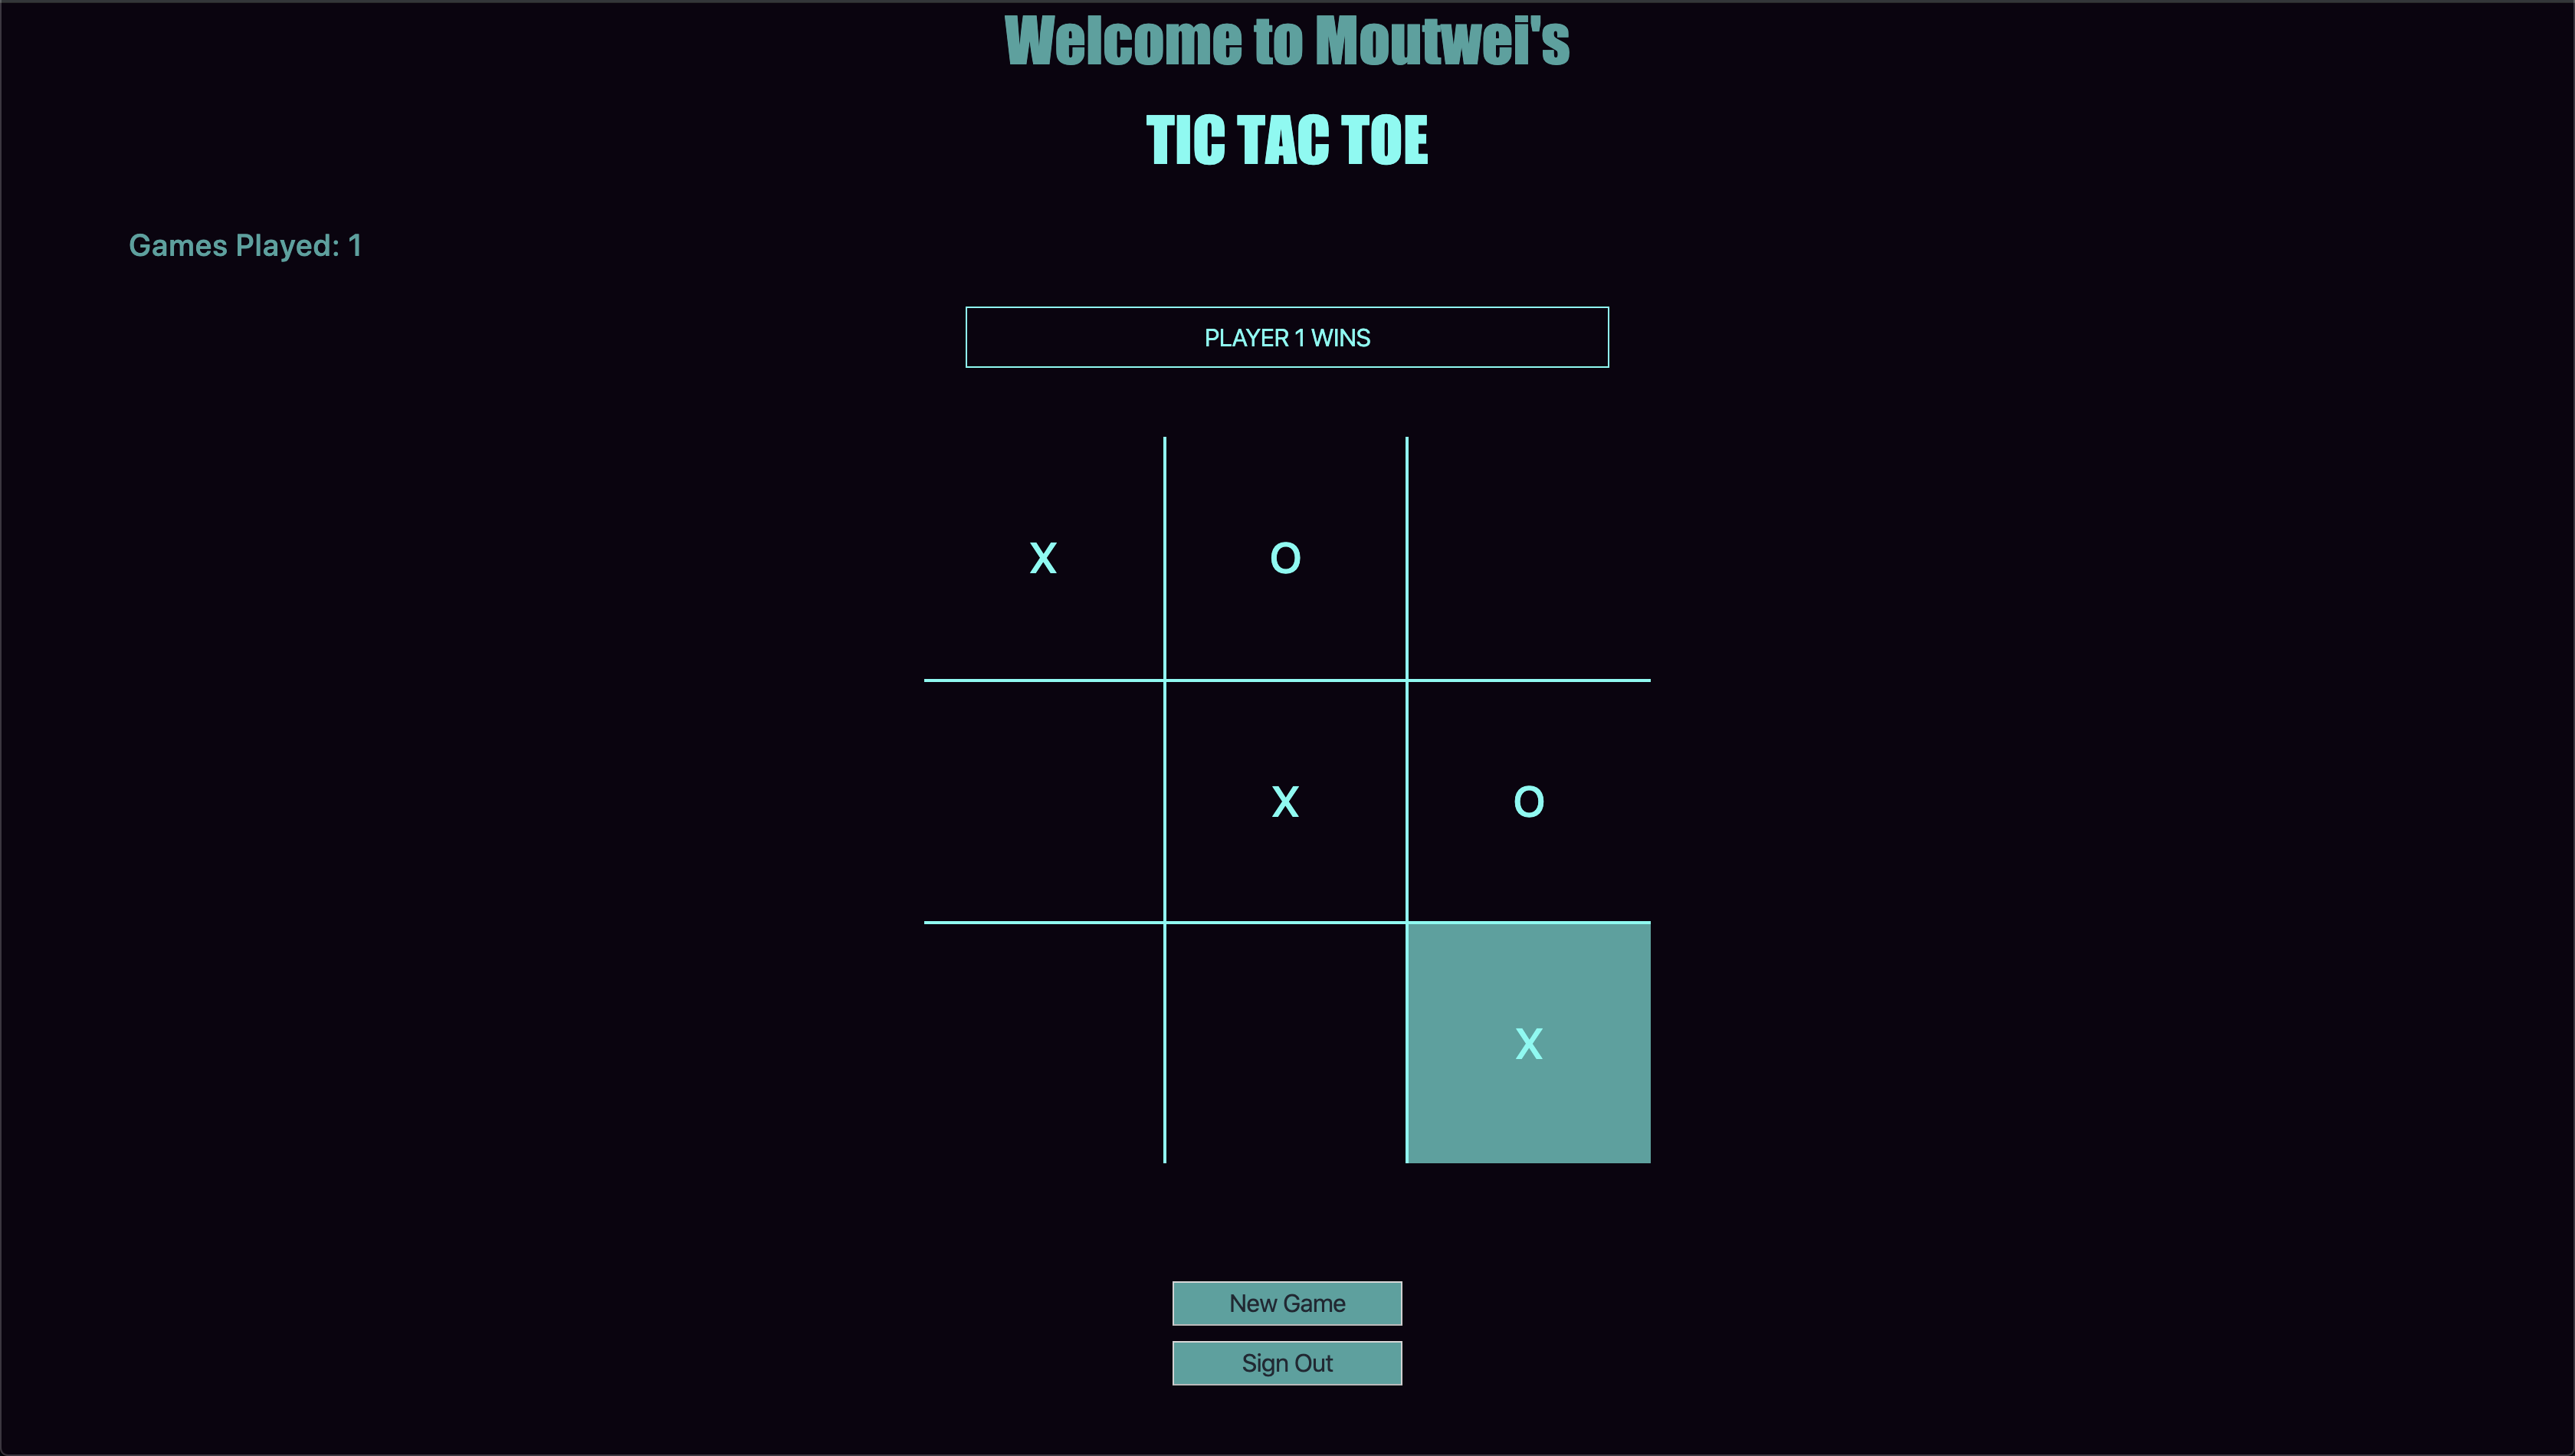 Welcome to Moutwei's
TIC TAC TOE
Games Played: 1
PLAYER 1 WINS
X O
X O
X
New Game
Sign Out